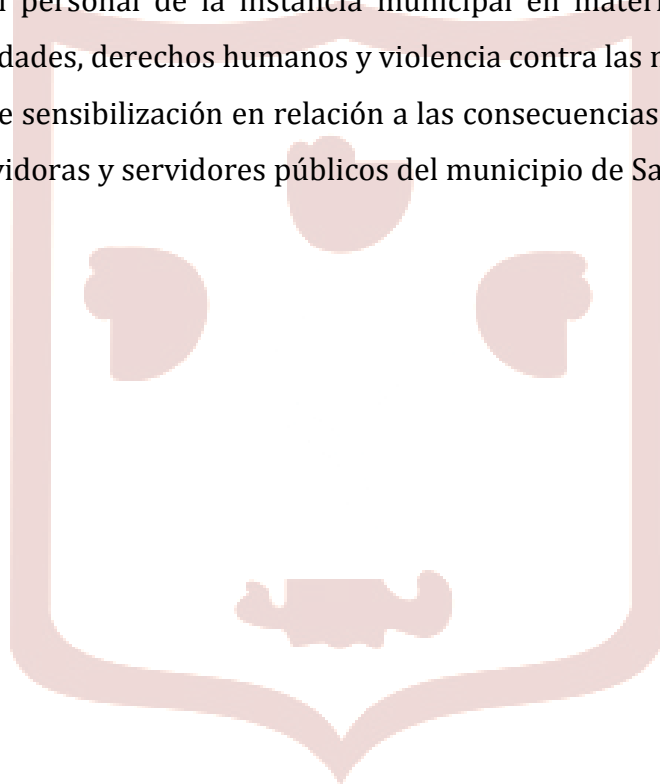 personal de la instancia municipal en
dades, derechos humanos y violencia contra las
e sensibilización en relación a las consecuencias
vidoras y servidores públicos del municipio de Sa